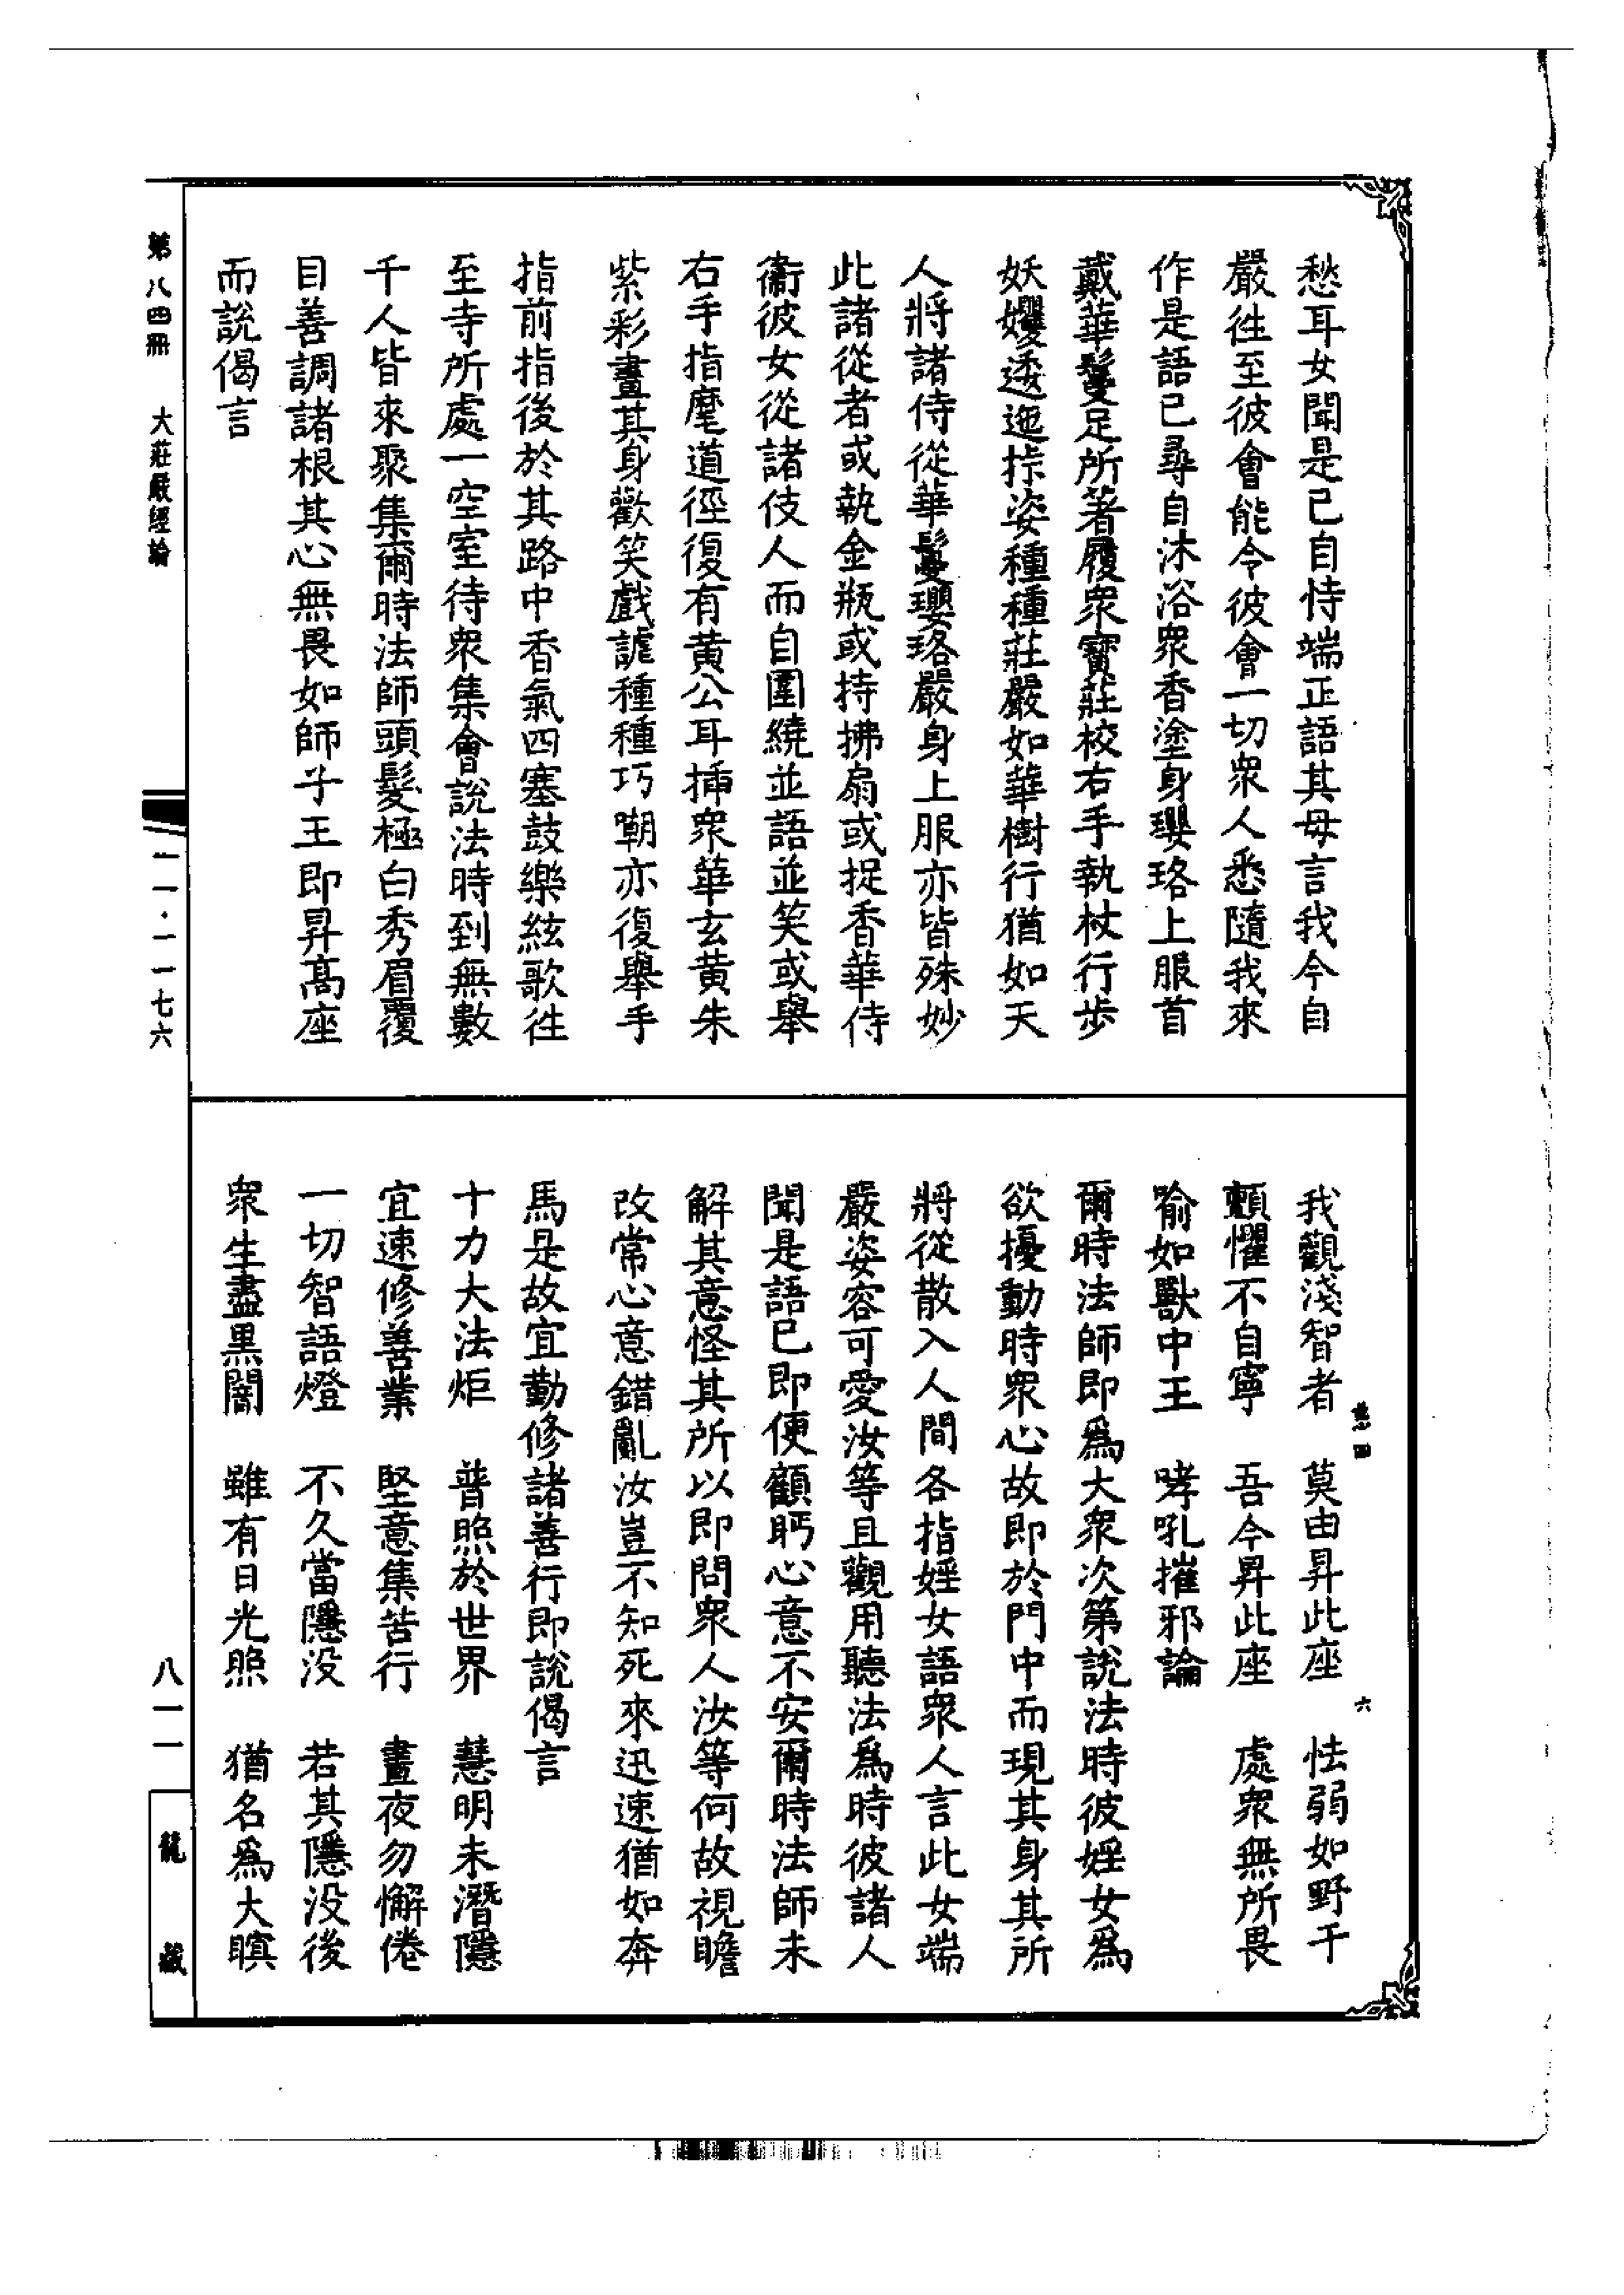 愁耳女聞是已自恃端正語其母言我今自
嚴往至彼會能令彼會一切衆人悉隨我來
作是語已尋自沐浴衆香塗身瓔珞上服首
戴華鬘足所著履衆寶莊校右手執杖行步
妖孆逶迤𢴲姿種種莊嚴如華樹行猶如天
人將諸侍從華鬘瓔珞嚴身上服亦皆殊妙
此諸從者或執金瓶或持拂扇或捉香華侍
衞彼女從諸伎人而自圍繞並語並笑或舉
右手指麾道徑復有黃公耳揷衆華玄黃朱
紫彩畫其身歡笑戲謔種種巧嘲亦復舉手
指前指後於其路中香氣四塞鼓樂絃歌往
至寺所處一空室待衆集會說法時到無數
千人皆來聚集爾時法師頭髮極白秀眉覆
目善調諸根其心無畏如師子王即昇高座
而說偈言
我觀淺智者　莫由昇此座　怯弱如野干
顫懼不自寧　吾今昇此座　處衆無所畏
喻如獸中王　哮吼摧邪論
爾時法師即爲大衆次第說法時彼婬女爲
欲擾動時衆心故即於門中而現其身其所
將從散入人間各指婬女語衆人言此女端
嚴姿容可愛汝等且觀用聽法爲時彼諸人
聞是語已即便顧眄心意不安爾時法師未
解其意怪其所以即問衆人汝等何故視瞻
改常心意錯亂汝豈不知死來迅速猶如奔
馬是故宜勤修諸善行即說偈言
十力大法炬　普照於世界　慧明未潛隱
宜速修善業　堅意集苦行　晝夜勿懈倦
一切智語燈　不久當隱没　若其隱没後
衆生盡黑闇　雖有日光照　猶名爲大瞑
四
六
第八四冊　大莊嚴經論
一一·一一七六
八一一
龍藏